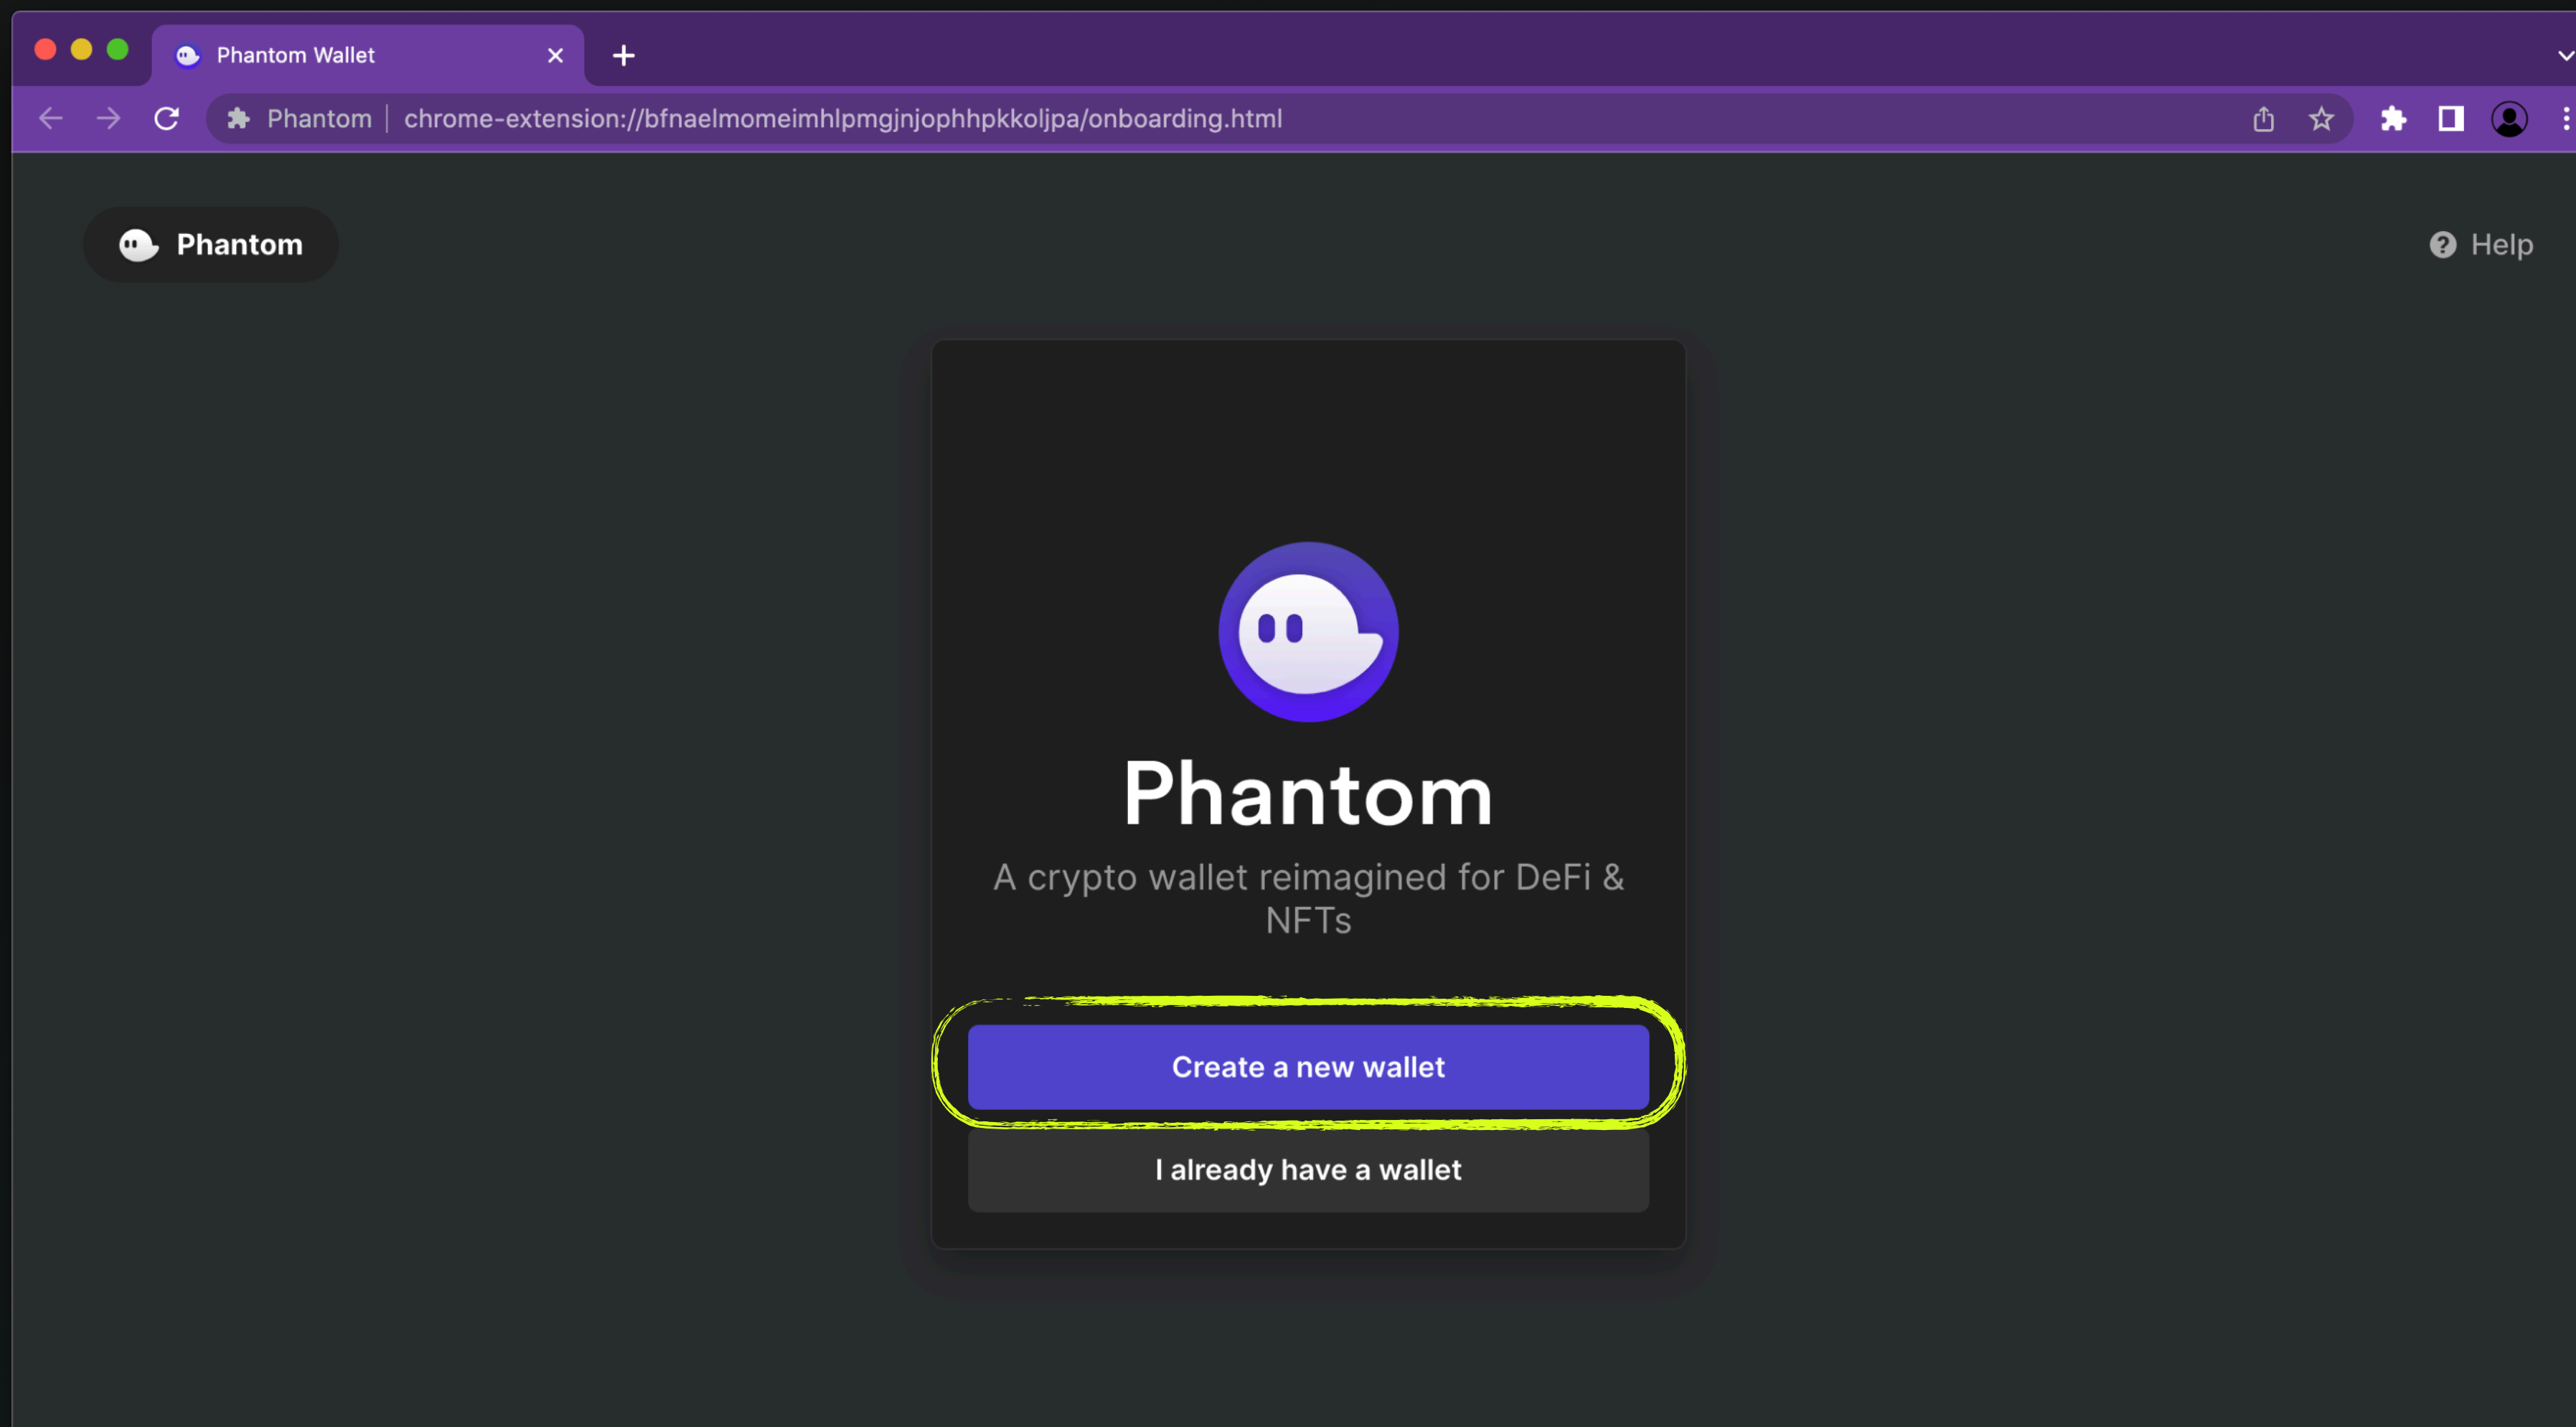 Phantom Wallet
Phantom | chrome-extension://bfnaelmomeimhlpmgjnjophhpkkoljpa/onboarding.html
Phantom
Help
Phantom
A crypto wallet reimagined for DeFi &
NFTs
Create a new wallet
I already have a wallet